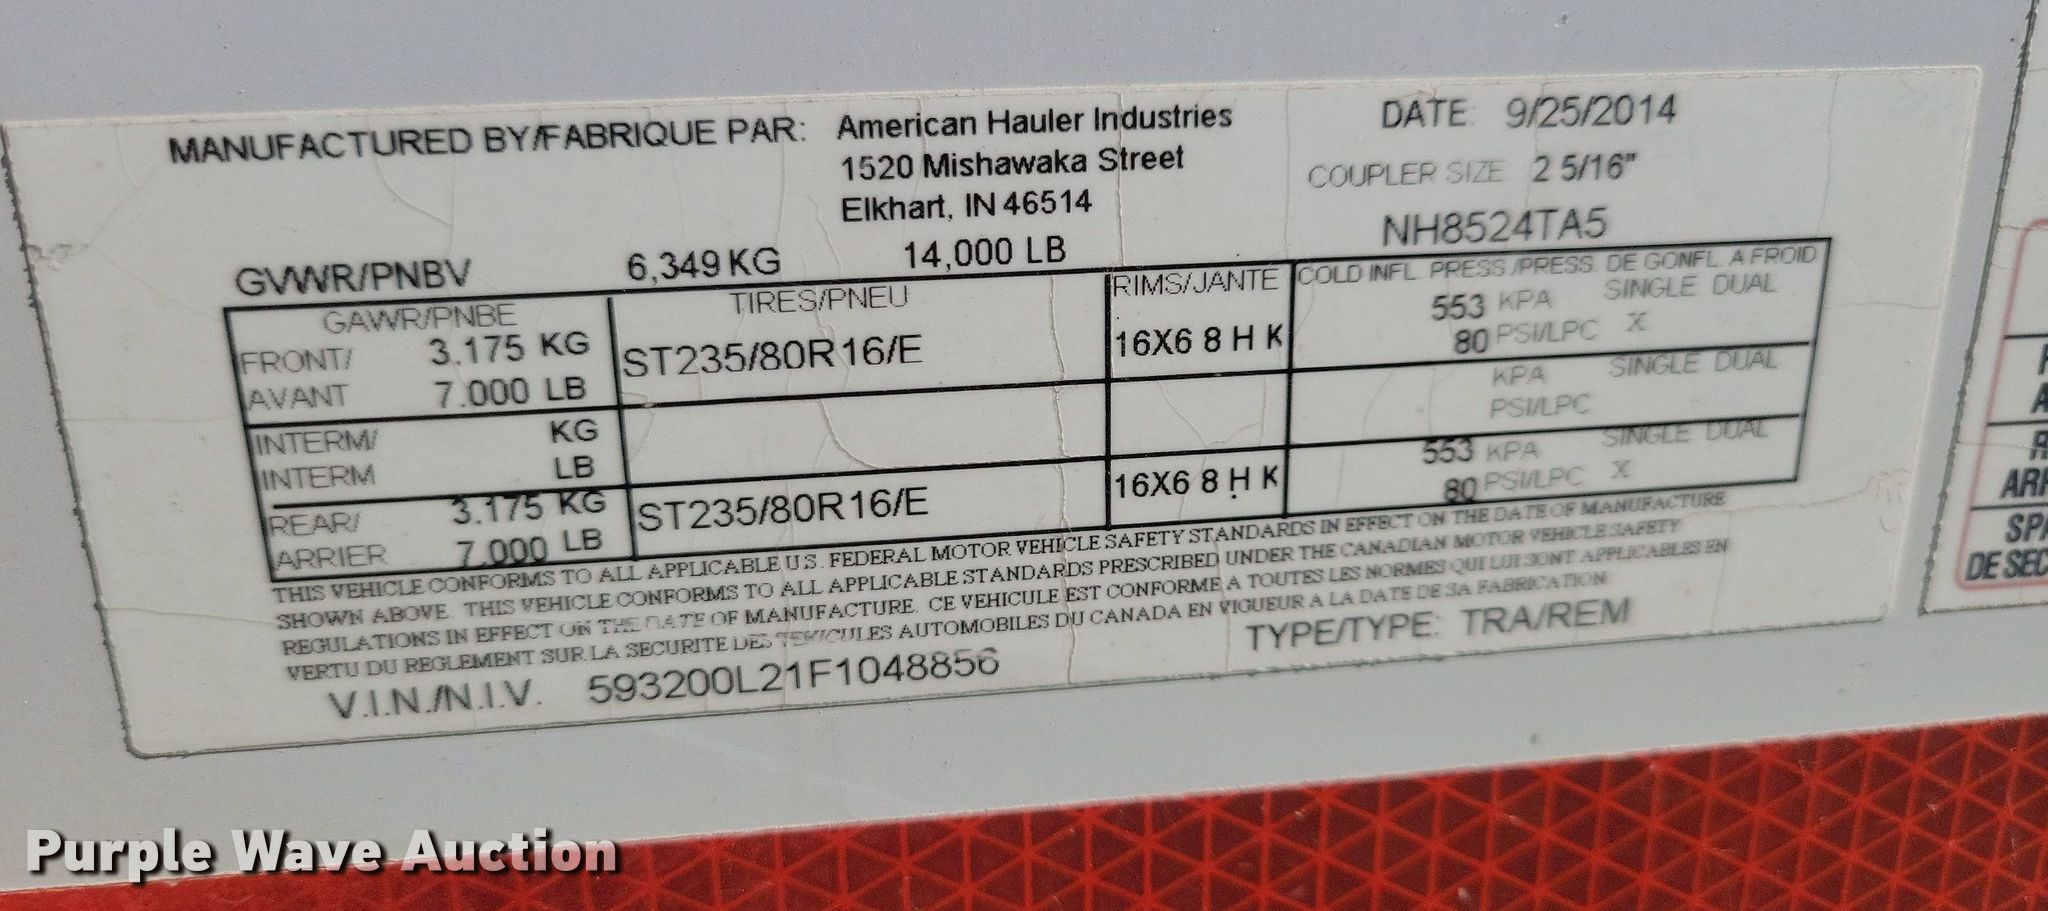 MANUFACTURED BY/FABRIQUE PAR: American Hauler Industries
1520 Mishawaka Street
Elkhart, IN 46514
DATE: 9/25/2014
COUPLER SIZE 2 5/16"
NH8524TA5
GVWR/PNBV 6,349 KG 14,000 LB
GAWR/PNBE TIRES/PNEU RIMS/JANTE COLD INFL. PRESS./PRESS. DE GONFL. A FROID
FRONT/ 3.175 KG ST235/80R16/E 16X6 8 H K 553 KPA SINGLE DUAL
AVANT 7.000 LB 80 PSI/LPC X
INTERM/ KG KPA SINGLE DUAL
INTERM LB PSI/LPC
REAR/ 3.175 KG ST235/80R16/E 16X6 8 H K 553 KPA SINGLE DUAL
ARRIER 7.000 LB 80 PSI/LPC X
THIS VEHICLE CONFORMS TO ALL APPLICABLE U.S. FEDERAL MOTOR VEHICLE SAFETY STANDARDS IN EFFECT ON THE DATE OF MANUFACTURE
SHOWN ABOVE. THIS VEHICLE CONFORMS TO ALL APPLICABLE STANDARDS PRESCRIBED UNDER THE CANADIAN MOTOR VEHICLE SAFETY
REGULATIONS IN EFFECT ON THE DATE OF MANUFACTURE. CE VEHICULE EST CONFORME A TOUTES LES NORMES QUI LUI SONT APPLICABLES EN
VERTU DU REGLEMENT SUR LA SECURITE DES VEHICULES AUTOMOBILES DU CANADA EN VIGUEUR A LA DATE DE SA FABRICATION
V.I.N./N.I.V. 593200L21F1048856 TYPE/TYPE: TRA/REM
DE SEC
Purple Wave Auction